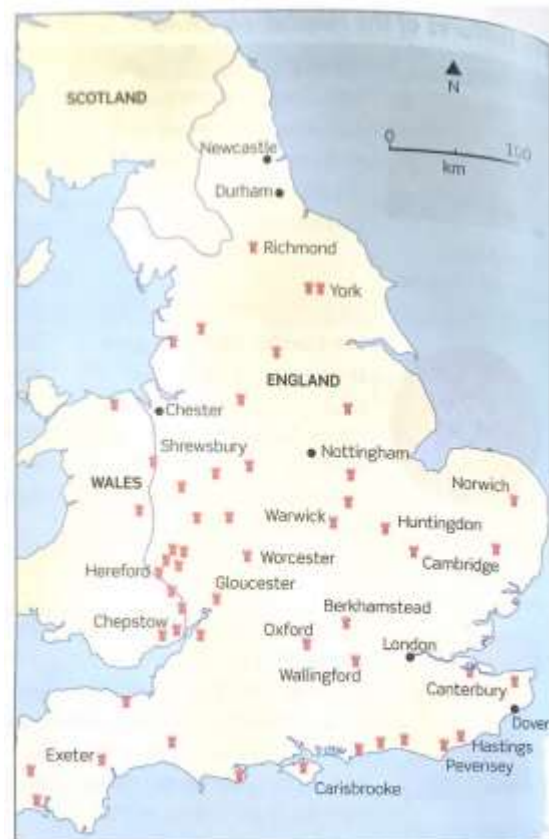 SCOTLAND
N
0 100
km
Newcastle
Durham
Richmond
York
ENGLAND
Chester
Nottingham
Shrewsbury
Norwich
WALES
Warwick
Huntingdon
Worcester
Cambridge
Hereford
Gloucester
Chepstow
Berkhamstead
Oxford
London
Wallingford
Canterbury
Dover
Hastings
Exeter
Pevensey
Carisbrooke